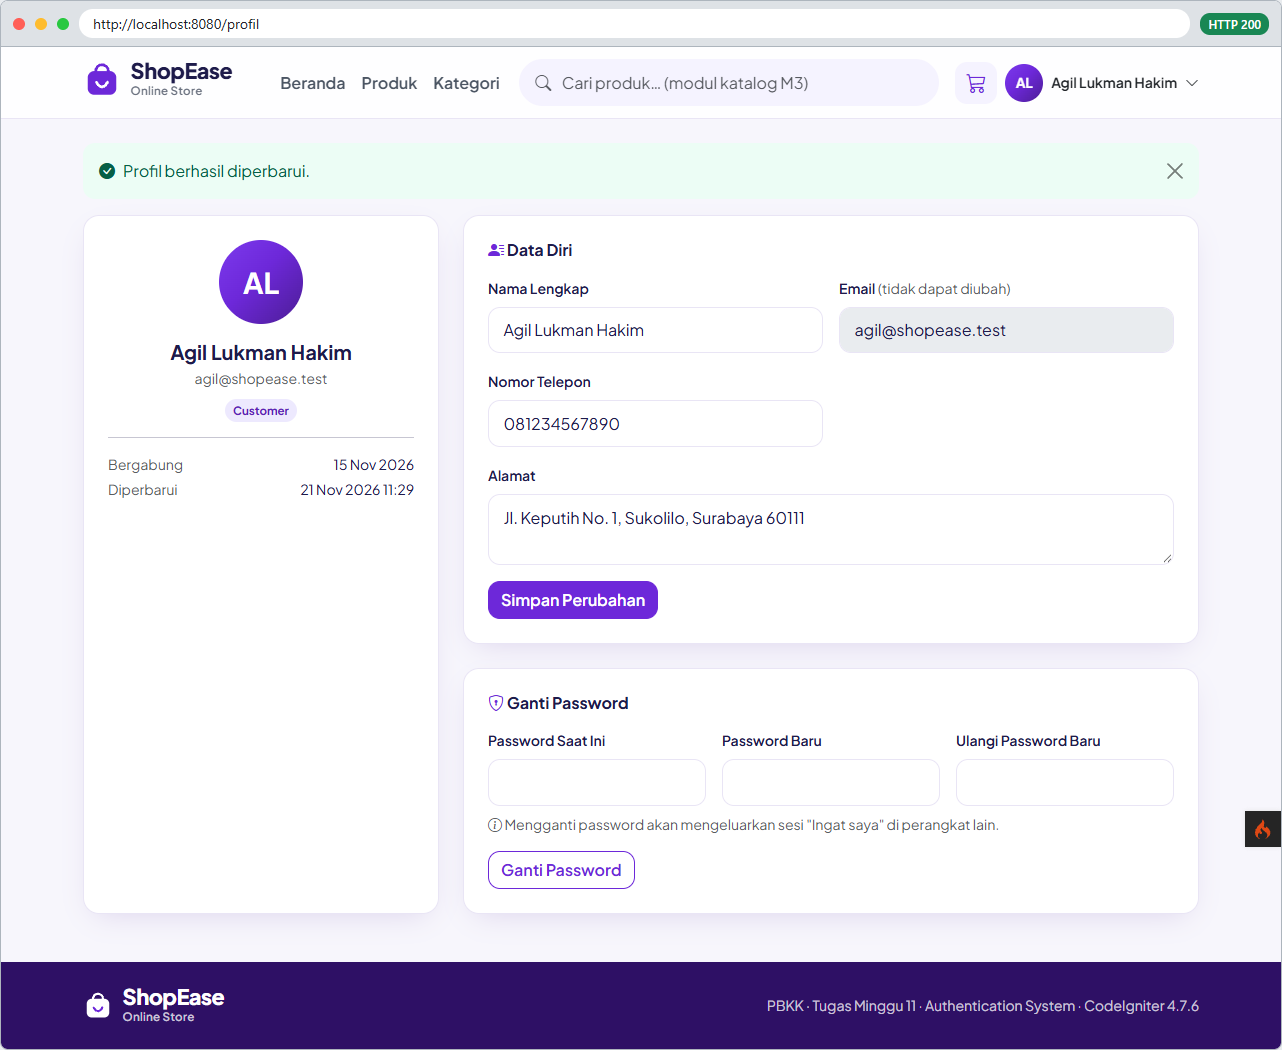 http://localhost:8080/profil
HTTP 200
ShopEase
Online Store
Beranda
Produk
Kategori
Cari produk... (modul katalog M3)
AL
Agil Lukman Hakim
Profil berhasil diperbarui.
AL
Agil Lukman Hakim
agil@shopease.test
Customer
Bergabung 15 Nov 2026
Diperbarui 21 Nov 2026 11:29
Data Diri
Nama Lengkap
Agil Lukman Hakim
Email (tidak dapat diubah)
agil@shopease.test
Nomor Telepon
081234567890
Alamat
Jl. Keputih No. 1, Sukolilo, Surabaya 60111
Simpan Perubahan
Ganti Password
Password Saat Ini
Password Baru
Ulangi Password Baru
Mengganti password akan mengeluarkan sesi "Ingat saya" di perangkat lain.
Ganti Password
ShopEase
Online Store
PBKK · Tugas Minggu 11 · Authentication System · CodeIgniter 4.7.6